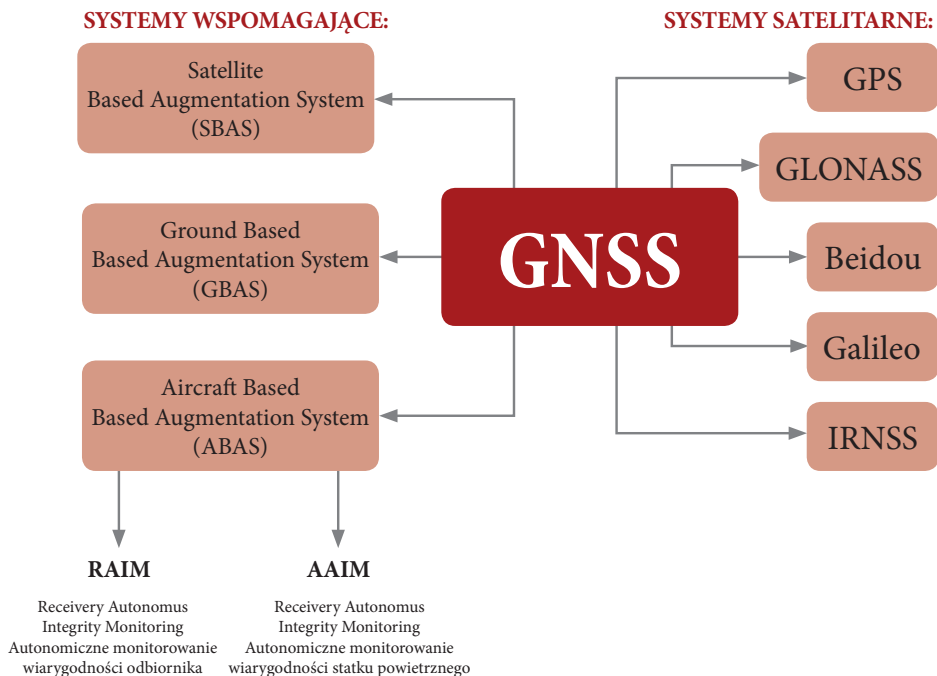 SYSTEMY WSPOMAGAJĄCE:
Satellite
Based Augmentation System
(SBAS)
Ground Based
Based Augmentation System
(GBAS)
Aircraft Based
Based Augmentation System
(ABAS)
RAIM
Receivery Autonomus
Integrity Monitoring
Autonomiczne monitorowanie
wiarygodności odbiornika
AAIM
Receivery Autonomus
Integrity Monitoring
Autonomiczne monitorowanie
wiarygodności statku powietrznego
GNSS
SYSTEMY SATELITARNE:
GPS
GLONASS
Beidou
Galileo
IRNSS